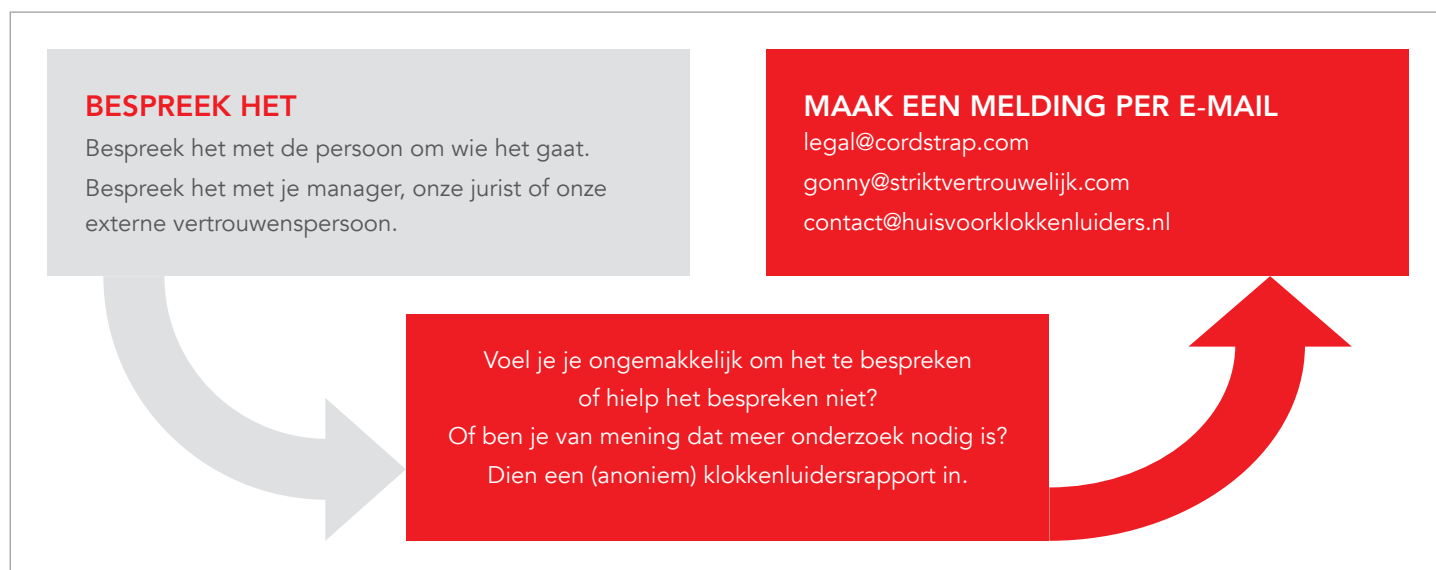 BESPREEK HET
Bespreek het met de persoon om wie het gaat.
Bespreek het met je manager, onze jurist of onze
externe vertrouwenspersoon.
Voel je je ongemakkelijk om het te bespreken
of hielp het bespreken niet?
Of ben je van mening dat meer onderzoek nodig is?
Dien een (anoniem) klokkenluidersrapport in.
MAAK EEN MELDING PER E-MAIL
legal@cordstrap.com
gonny@striktvertrouwelijk.com
contact@huisvoorklokkenluiders.nl